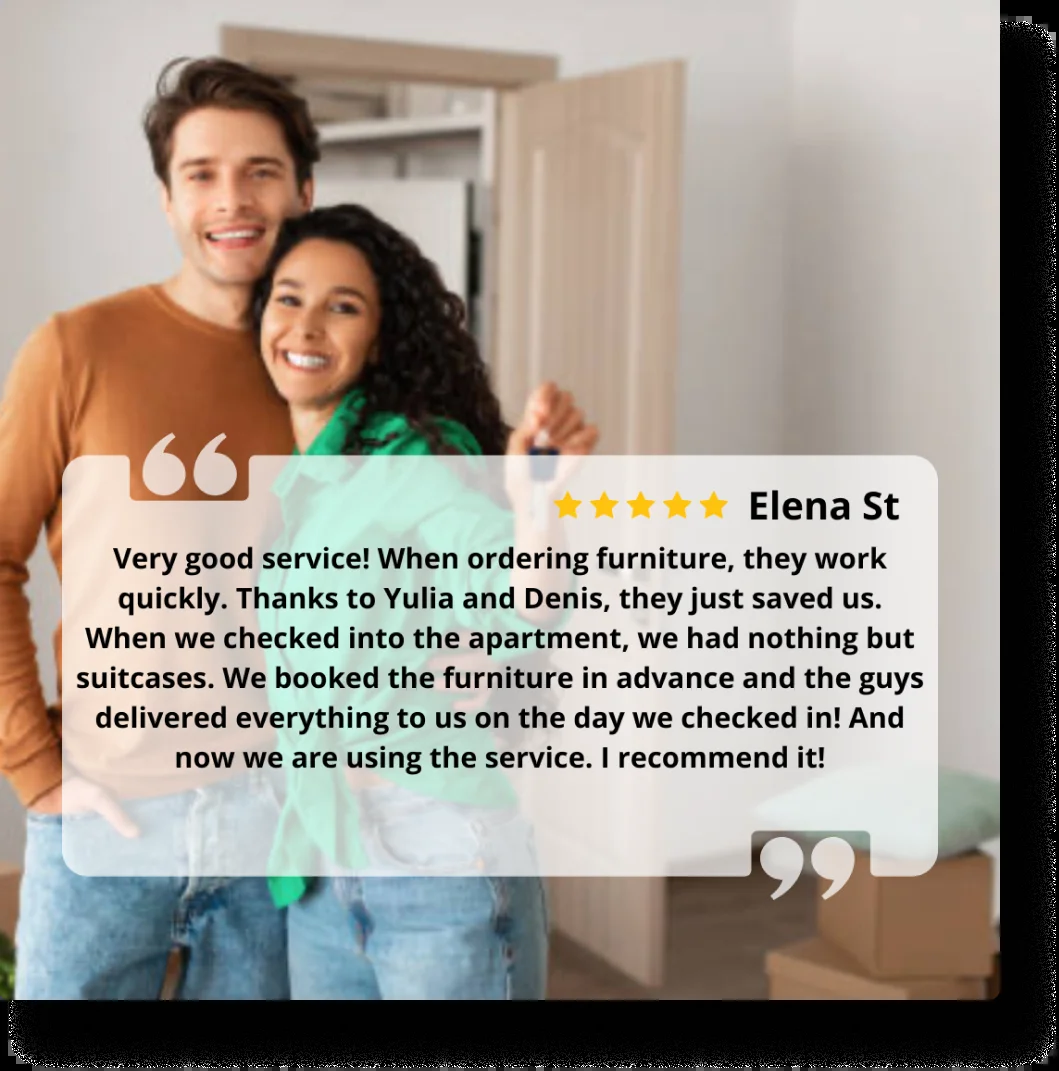 Elena St
Very good service! When ordering furniture, they work
quickly. Thanks to Yulia and Denis, they just saved us.
When we checked into the apartment, we had nothing but
suitcases. We booked the furniture in advance and the guys
delivered everything to us on the day we checked in! And
now we are using the service. I recommend it!